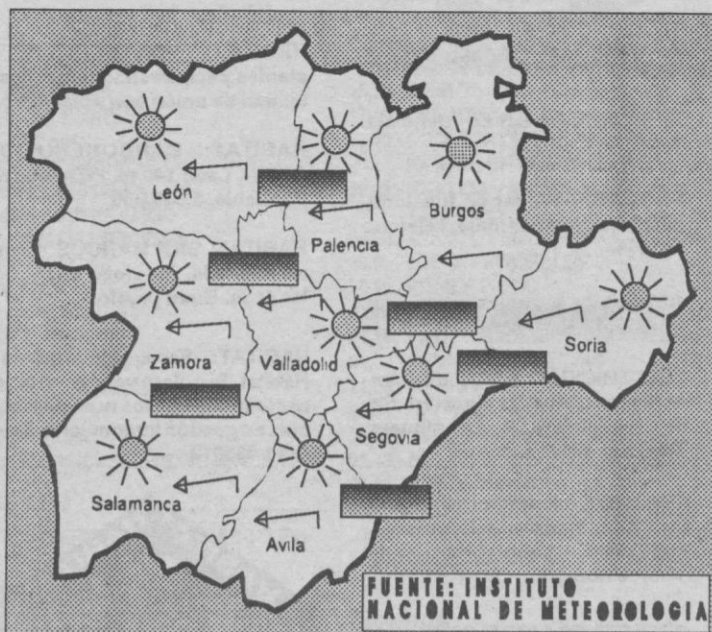 León
Palencia
Burgos
Zamora
Valladolid
Soria
Segovia
Salamanca
Avila
FUENTE: INSTITUTO
NACIONAL DE METEOROLOGIA